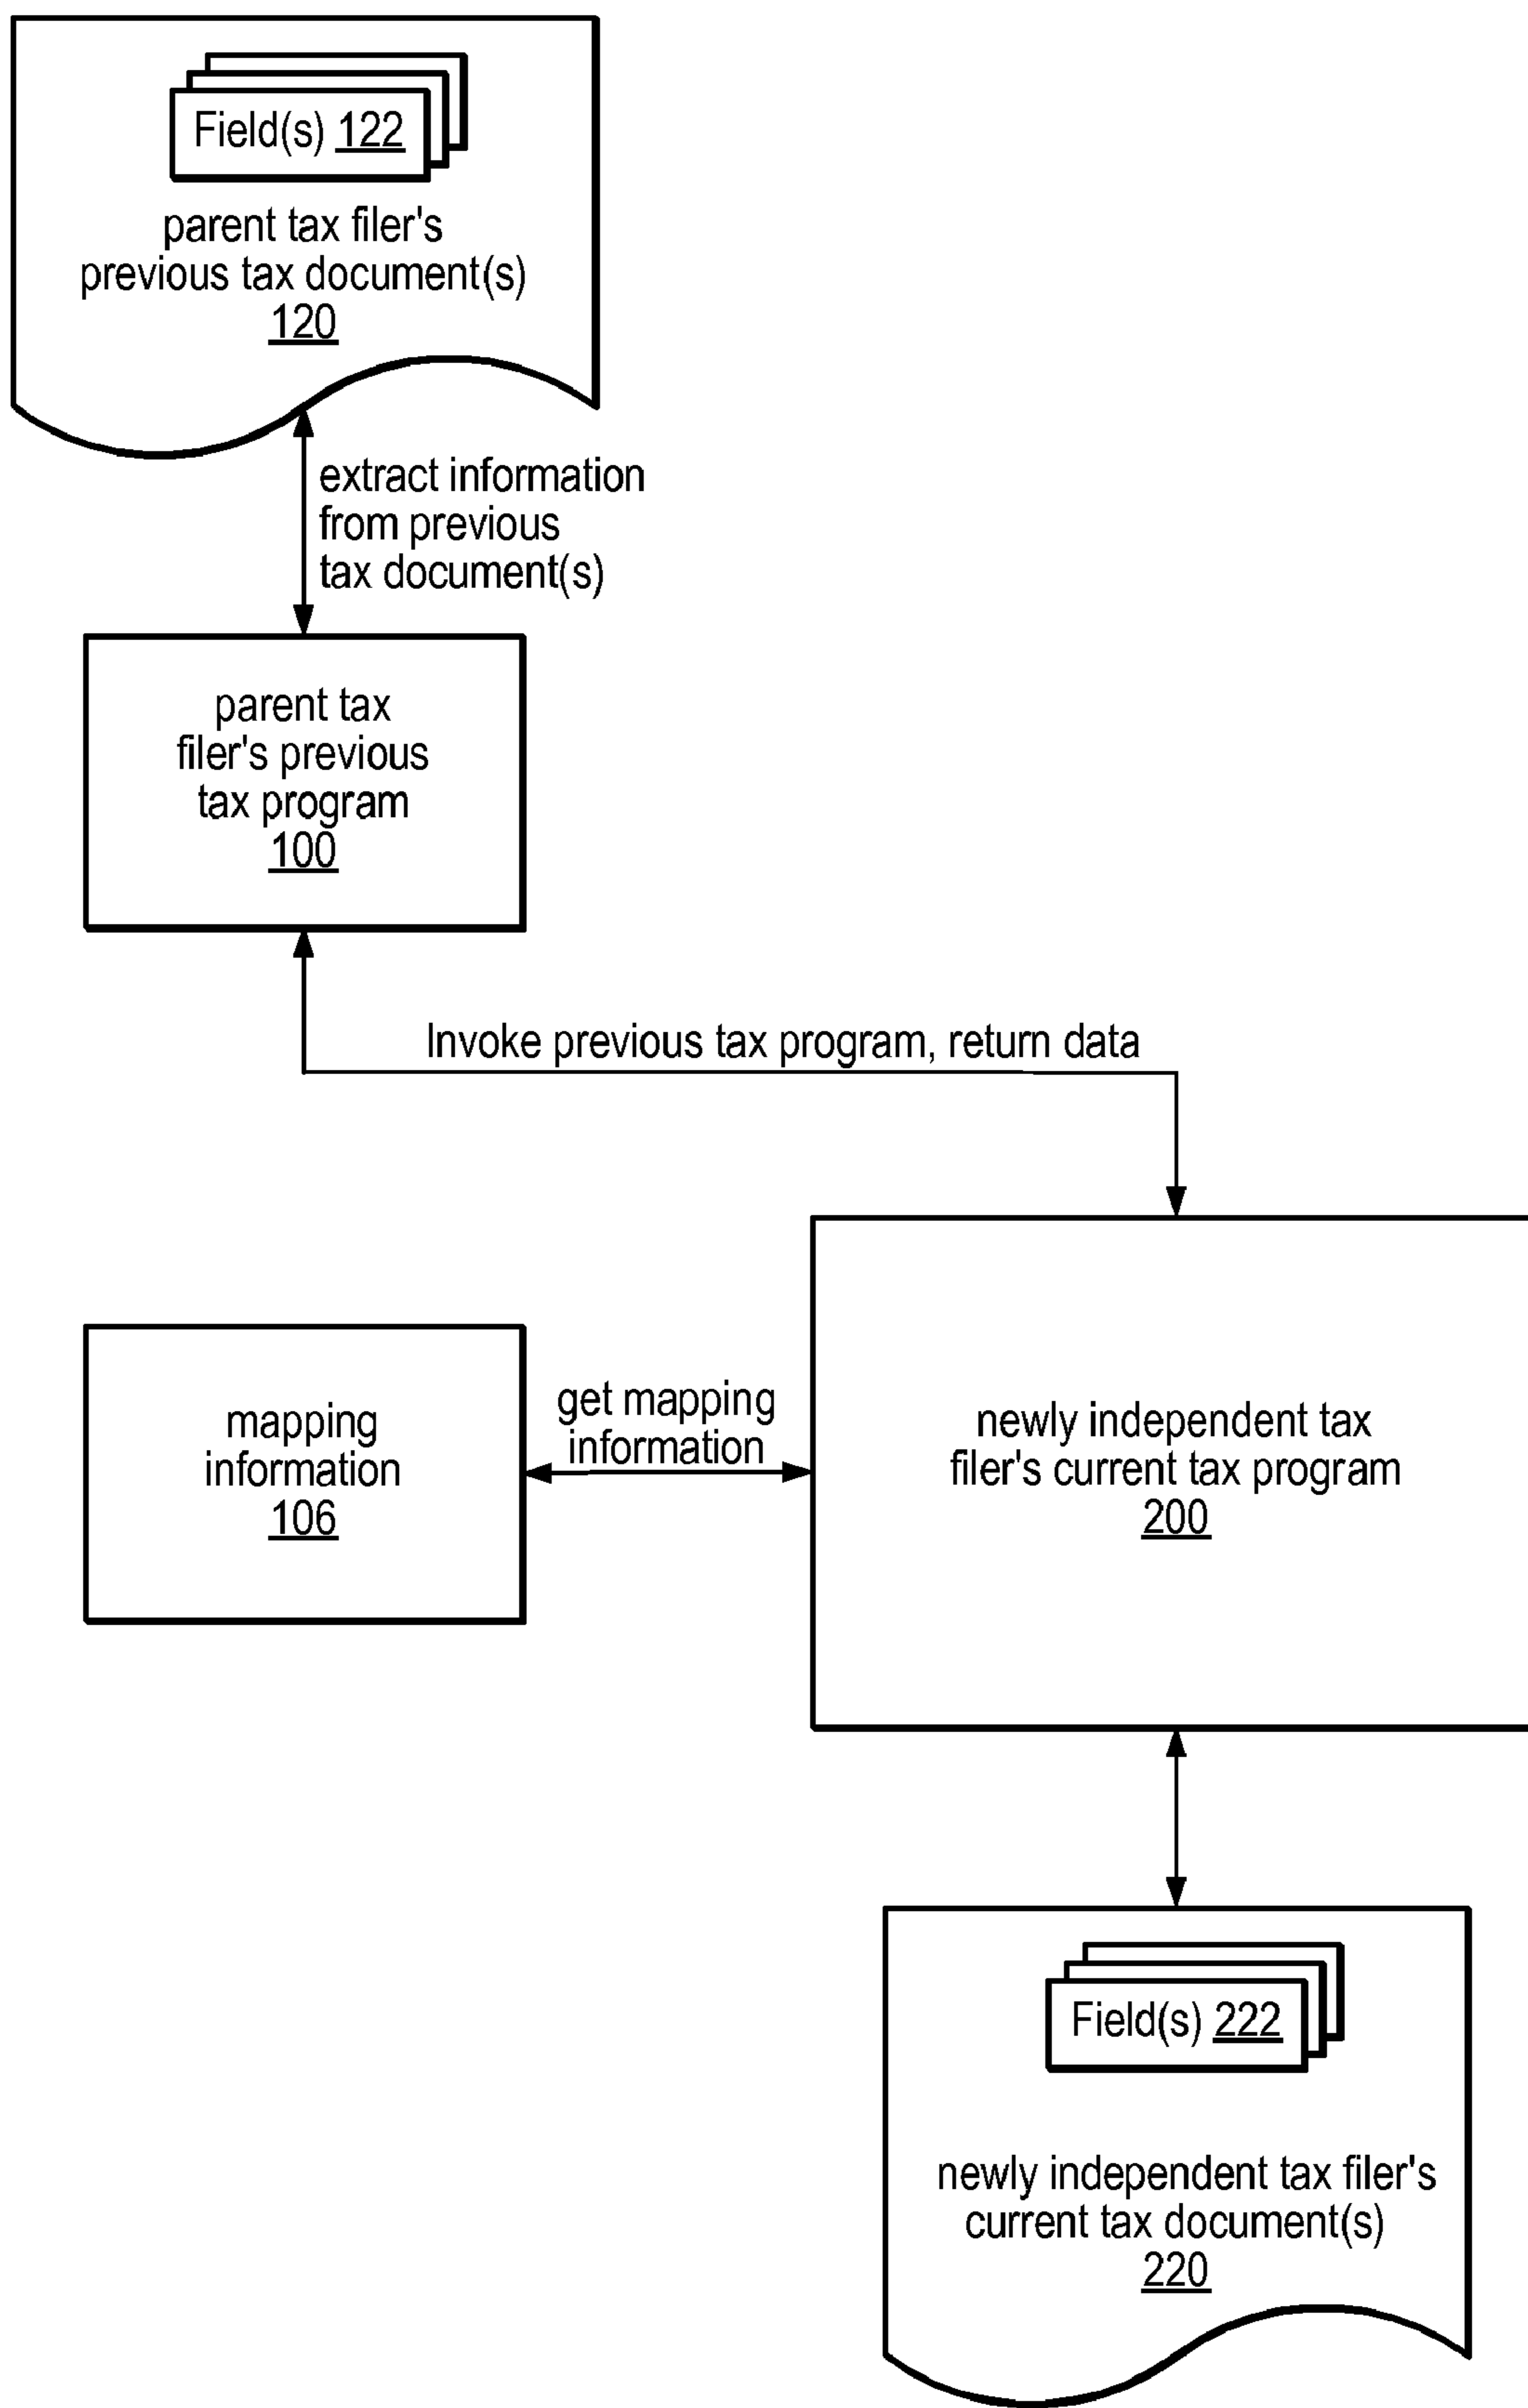 Field(s) 122
parent tax filer's
previous tax document(s)
120
extract information
from previous
tax document(s)
parent tax
filer's previous
tax program
100
Invoke previous tax program, return data
mapping
information
106
get mapping
information
newly independent tax
filer's current tax program
200
Field(s) 222
newly independent tax filer's
current tax document(s)
220